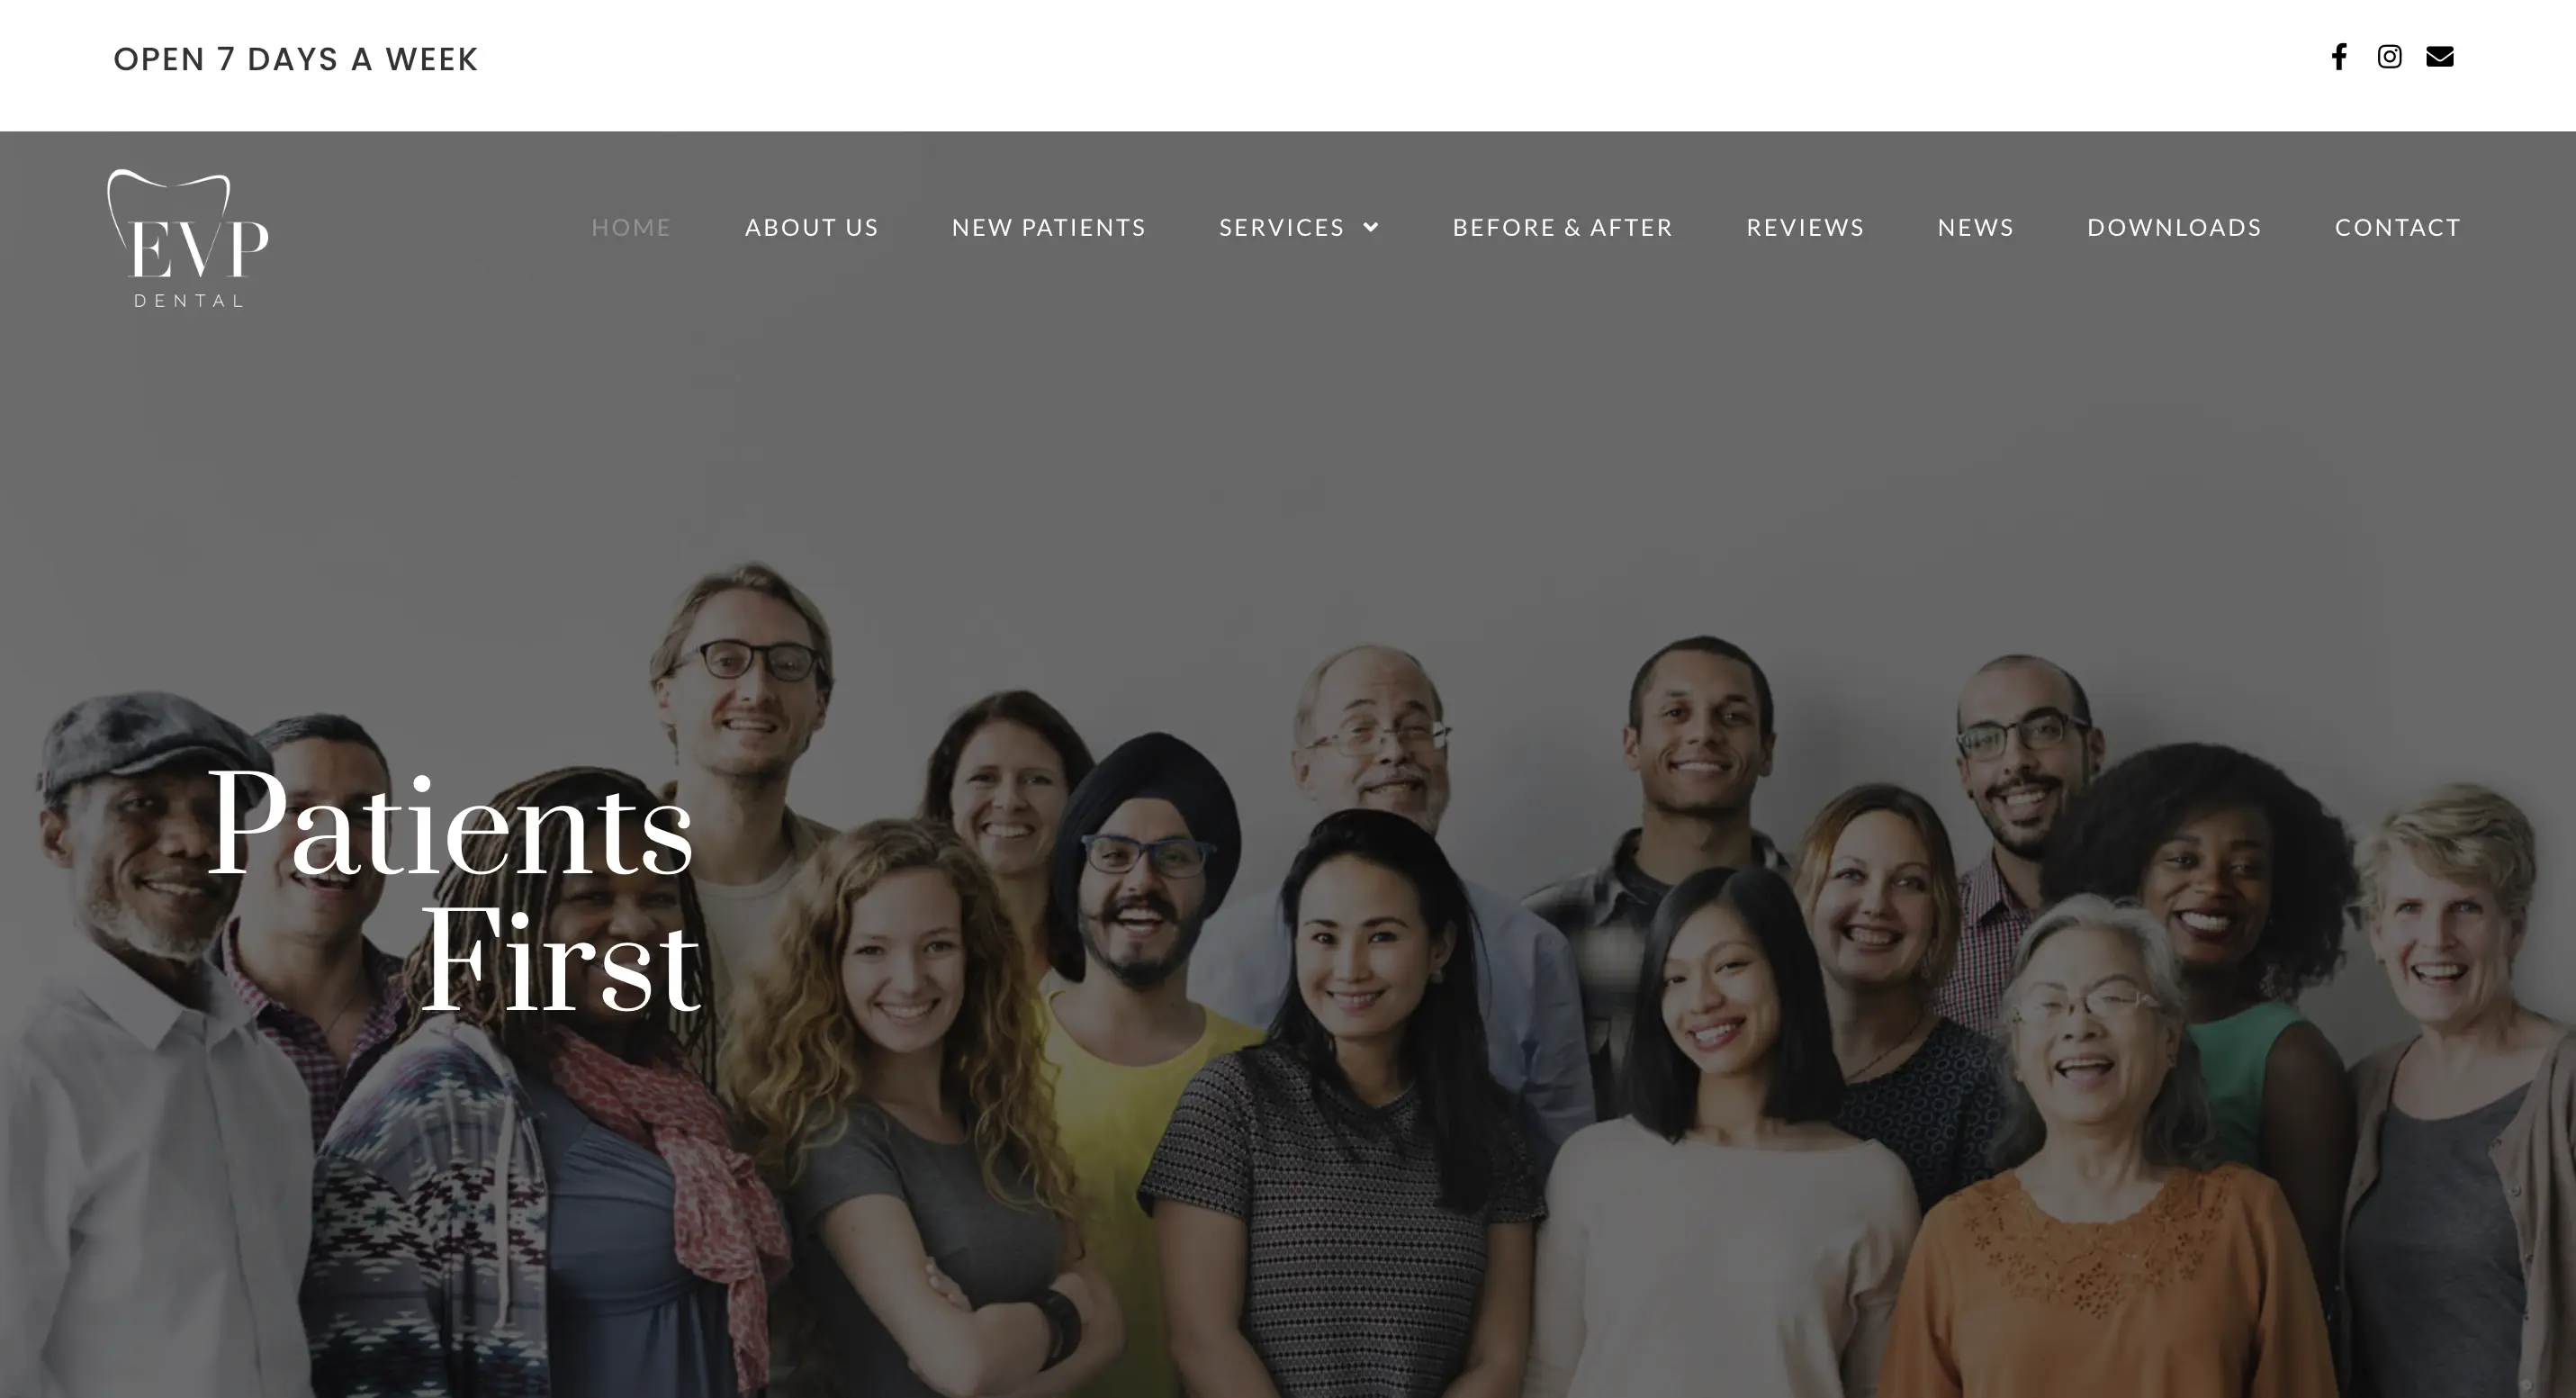 OPEN 7 DAYS A WEEK
EVP
DENTAL
HOME ABOUT US NEW PATIENTS SERVICES BEFORE & AFTER REVIEWS NEWS DOWNLOADS CONTACT
Patients
First